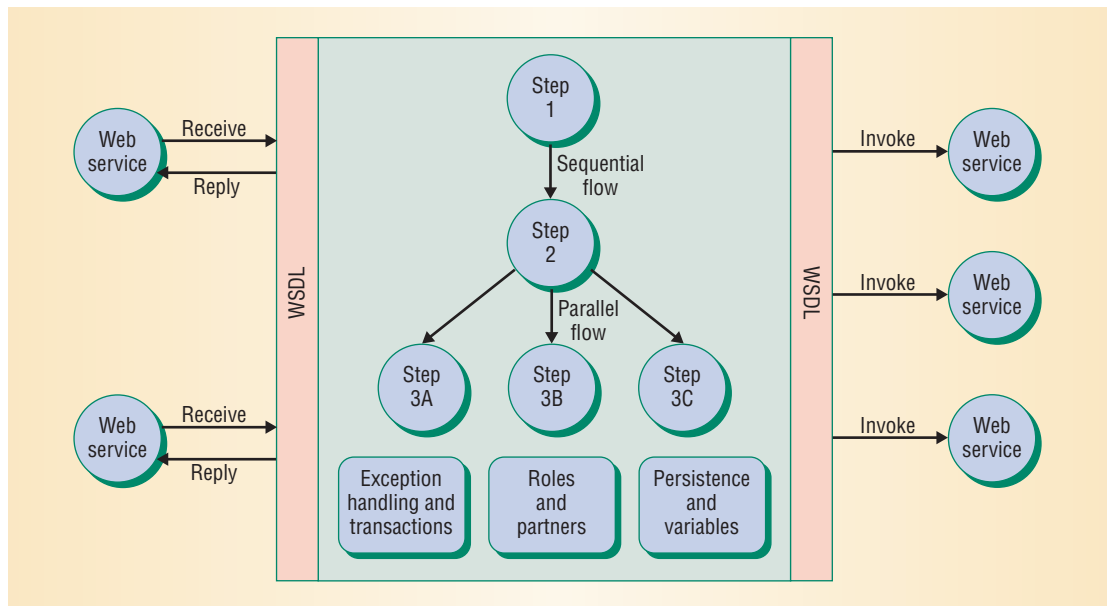 Web
service
Receive
Reply
Web
service
Receive
Reply
WSDL
Step
1
Sequential
flow
Step
2
Parallel
flow
Step
3A
Step
3B
Step
3C
Exception
handling and
transactions
Roles
and
partners
Persistence
and
variables
WSDL
Invoke
Web
service
Invoke
Web
service
Invoke
Web
service